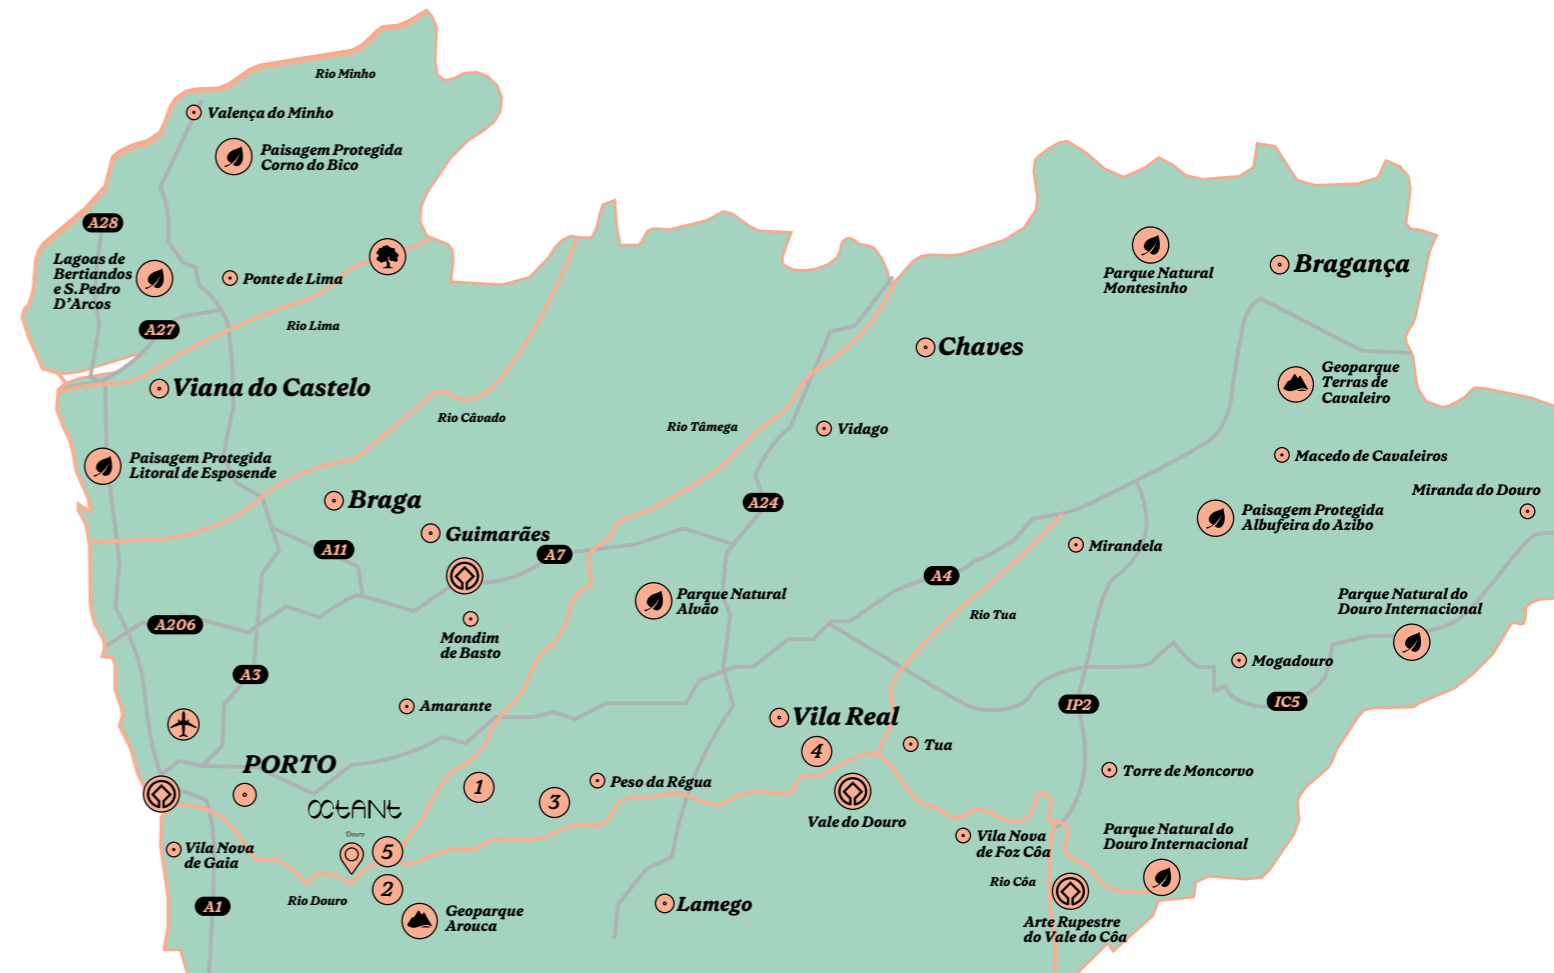 Rio Minho
Valença do Minho
Paisagem Protegida
Corno do Bico
A28
Lagoas de
Bertiandos
e S.Pedro
D'Arcos
Ponte de Lima
Rio Lima
A27
Viana do Castelo
Paisagem Protegida
Litoral de Esposende
Rio Câvado
Braga
Guimarães
A11
A7
A206
Mondim
de Basto
A3
Amarante
PORTO
OCtANt
Douro
Vila Nova
de Gaia
A1
Rio Douro
5
2
1
3
Geoparque
Arouca
Peso da Régua
Lamego
Rio Tâmega
Parque Natural
Alvão
A24
Vidago
Chaves
Parque Natural
Montesinho
Bragança
Geoparque
Terras de
Cavaleiro
Macedo de Cavaleiros
Miranda do Douro
Paisagem Protegida
Albufeira do Azibo
Mirandela
A4
Rio Tua
Parque Natural do
Douro Internacional
Mogadouro
IP2
IC5
Vila Real
4
Tua
Vale do Douro
Torre de Moncorvo
Vila Nova
de Foz Côa
Parque Natural do
Douro Internacional
Rio Côa
Arte Rupestre
do Vale do Côa